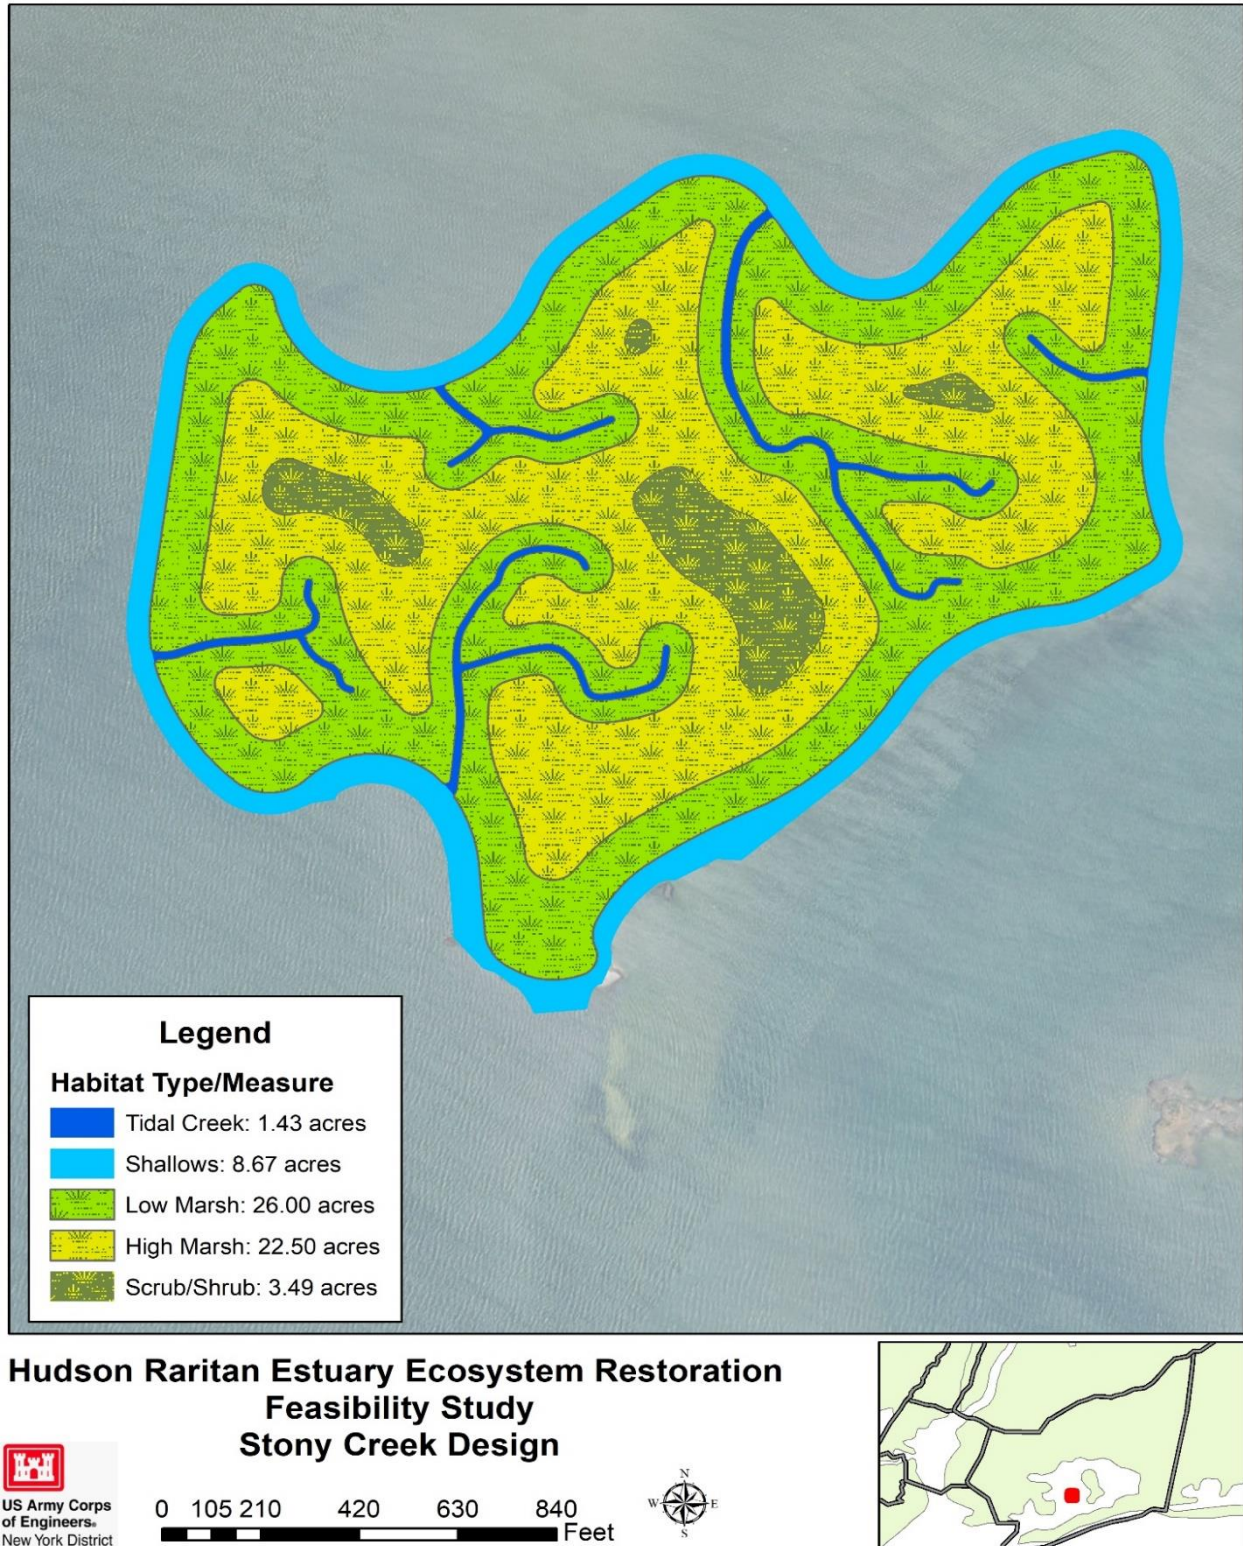 Legend
Habitat Type/Measure
Tidal Creek: 1.43 acres
Shallows: 8.67 acres
Low Marsh: 26.00 acres
High Marsh: 22.50 acres
Scrub/Shrub: 3.49 acres
Hudson Raritan Estuary Ecosystem Restoration
Feasibility Study
Stony Creek Design
US Army Corps
of Engineers®
New York District
0 105 210 420 630 840
Feet
N
W E
S